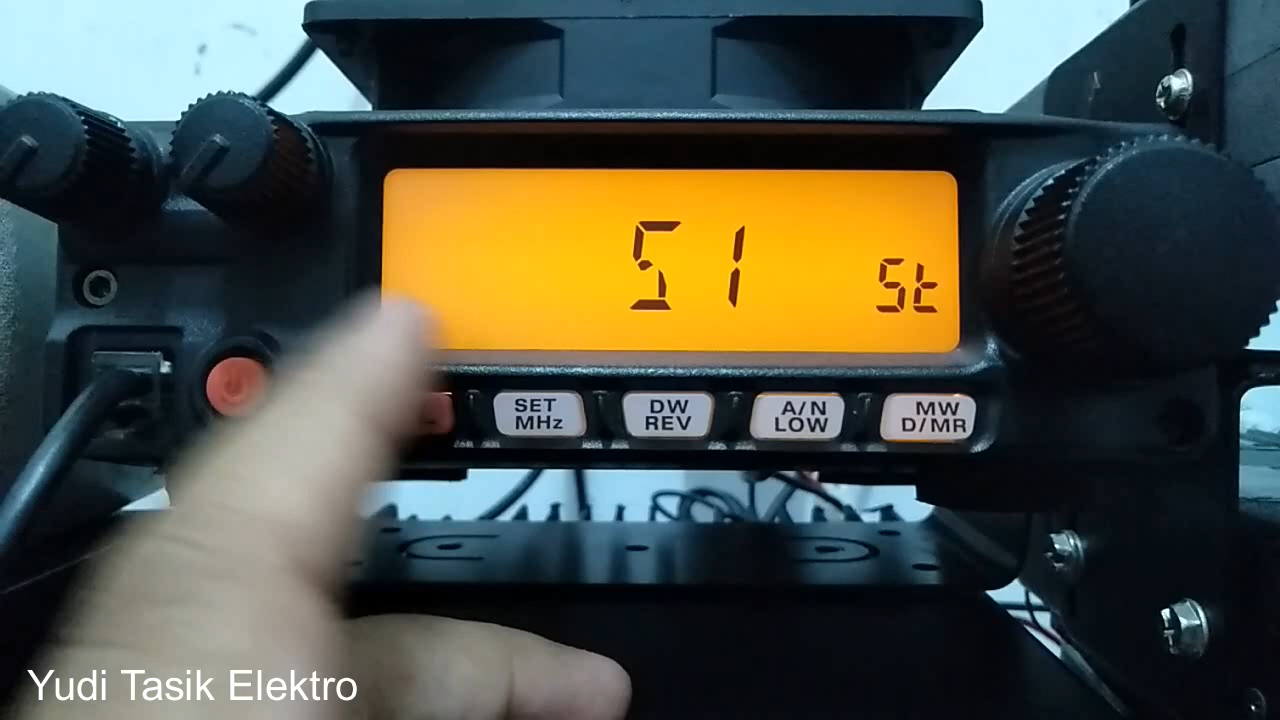 51 St
SET MHz
DW REV
A/N LOW
MW D/MR
Yudi Tasik Elektro